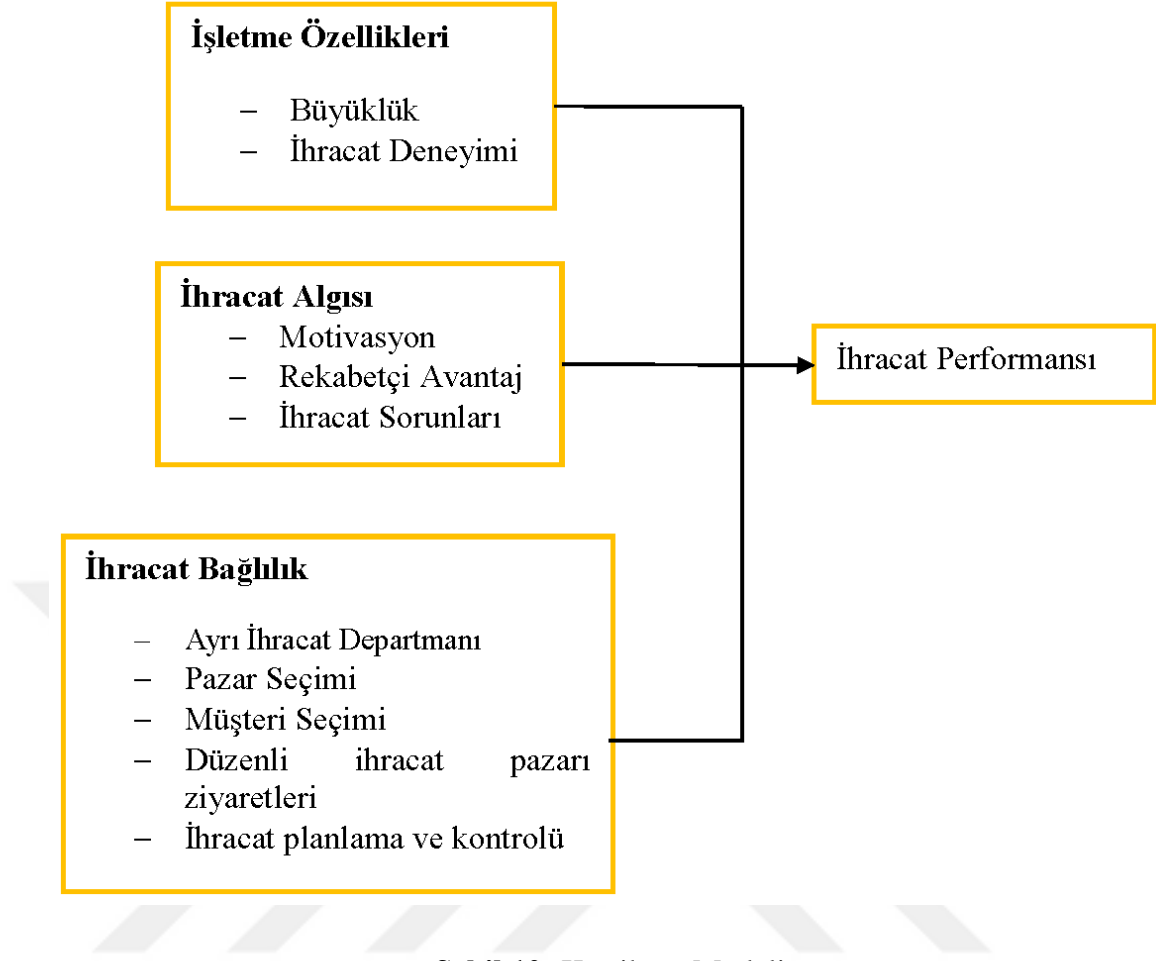 İşletme Özellikleri
– Büyüklük
– İhracat Deneyimi
İhracat Algısı
– Motivasyon
– Rekabetçi Avantaj
– İhracat Sorunları
İhracat Performansı
İhracat Bağlılık
– Ayrı İhracat Departmanı
– Pazar Seçimi
– Müşteri Seçimi
– Düzenli ihracat pazarı
ziyaretleri
– İhracat planlama ve kontrolü